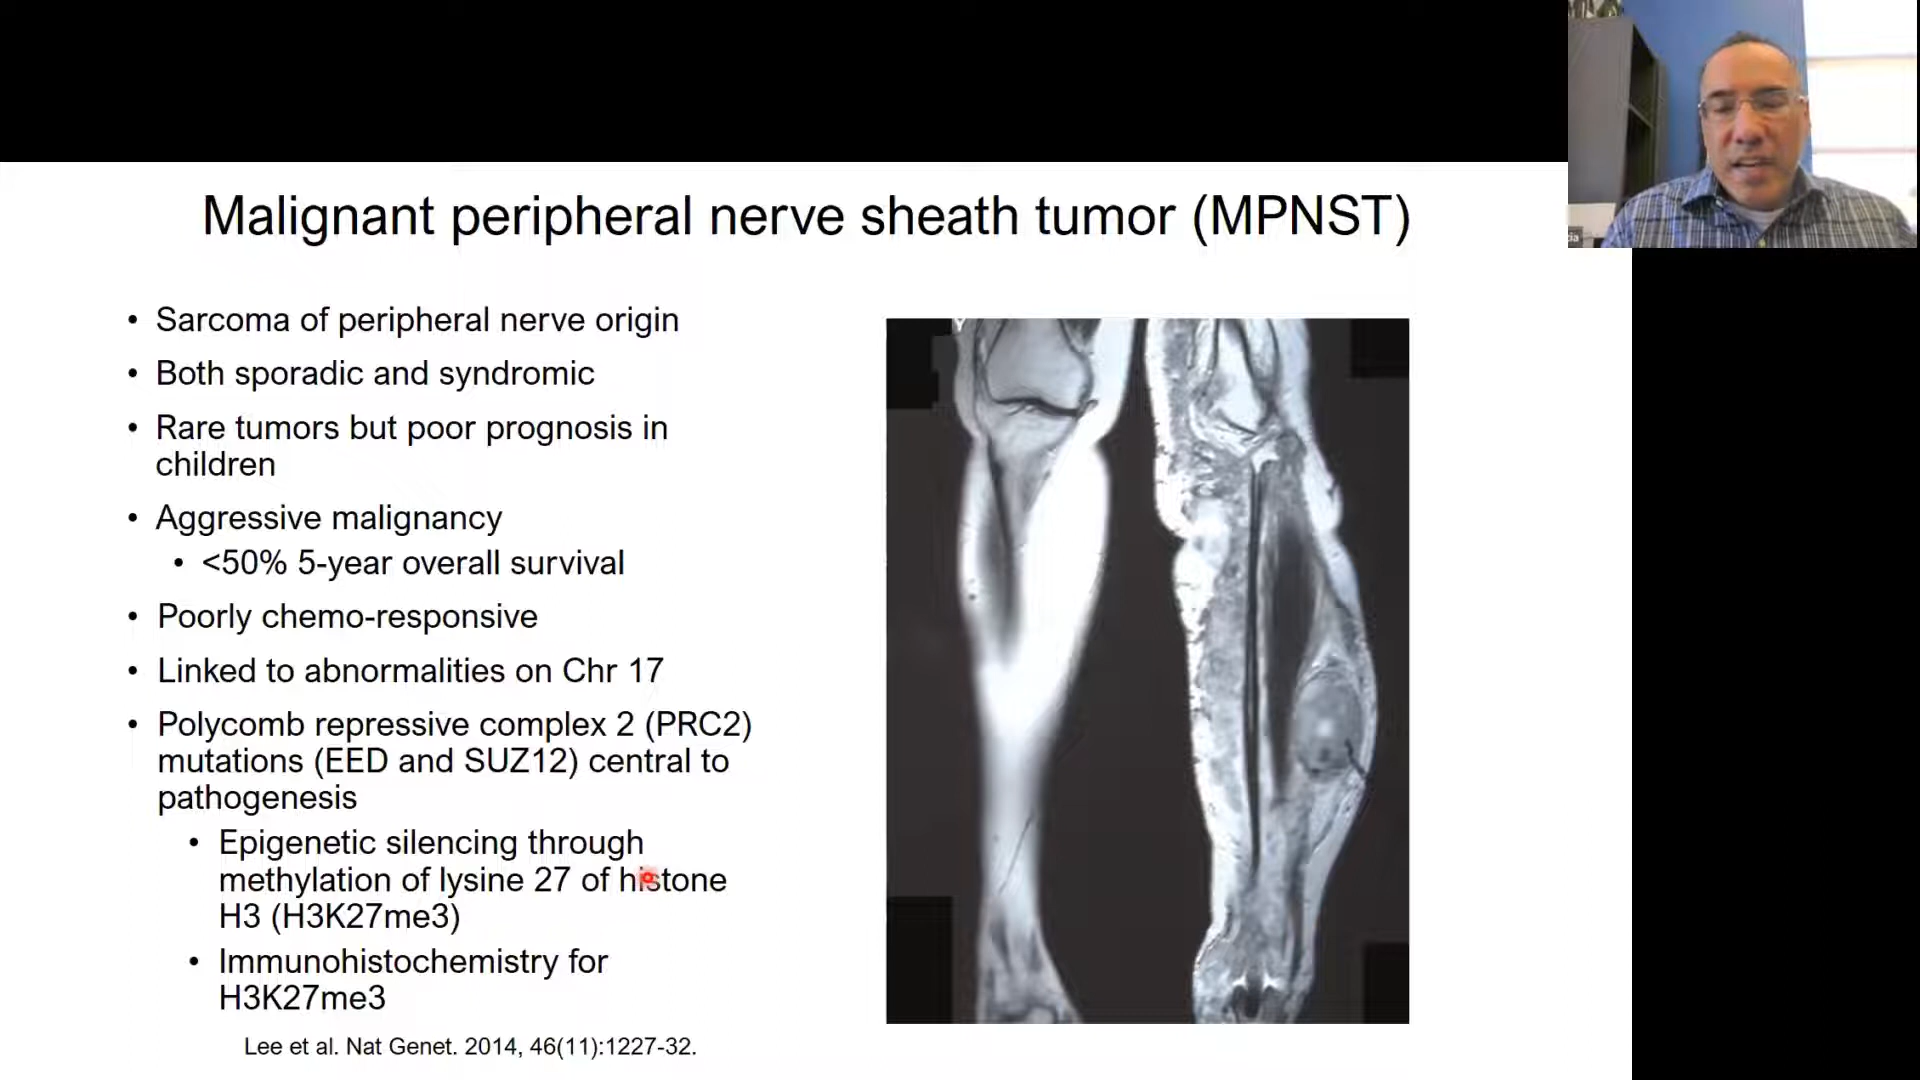 Malignant peripheral nerve sheath tumor (MPNST)
• Sarcoma of peripheral nerve origin
• Both sporadic and syndromic
• Rare tumors but poor prognosis in
children
• Aggressive malignancy
• <50% 5-year overall survival
• Poorly chemo-responsive
• Linked to abnormalities on Chr 17
• Polycomb repressive complex 2 (PRC2)
mutations (EED and SUZ12) central to
pathogenesis
• Epigenetic silencing through
methylation of lysine 27 of histone
H3 (H3K27me3)
• Immunohistochemistry for
H3K27me3
Lee et al. Nat Genet. 2014, 46(11):1227-32.